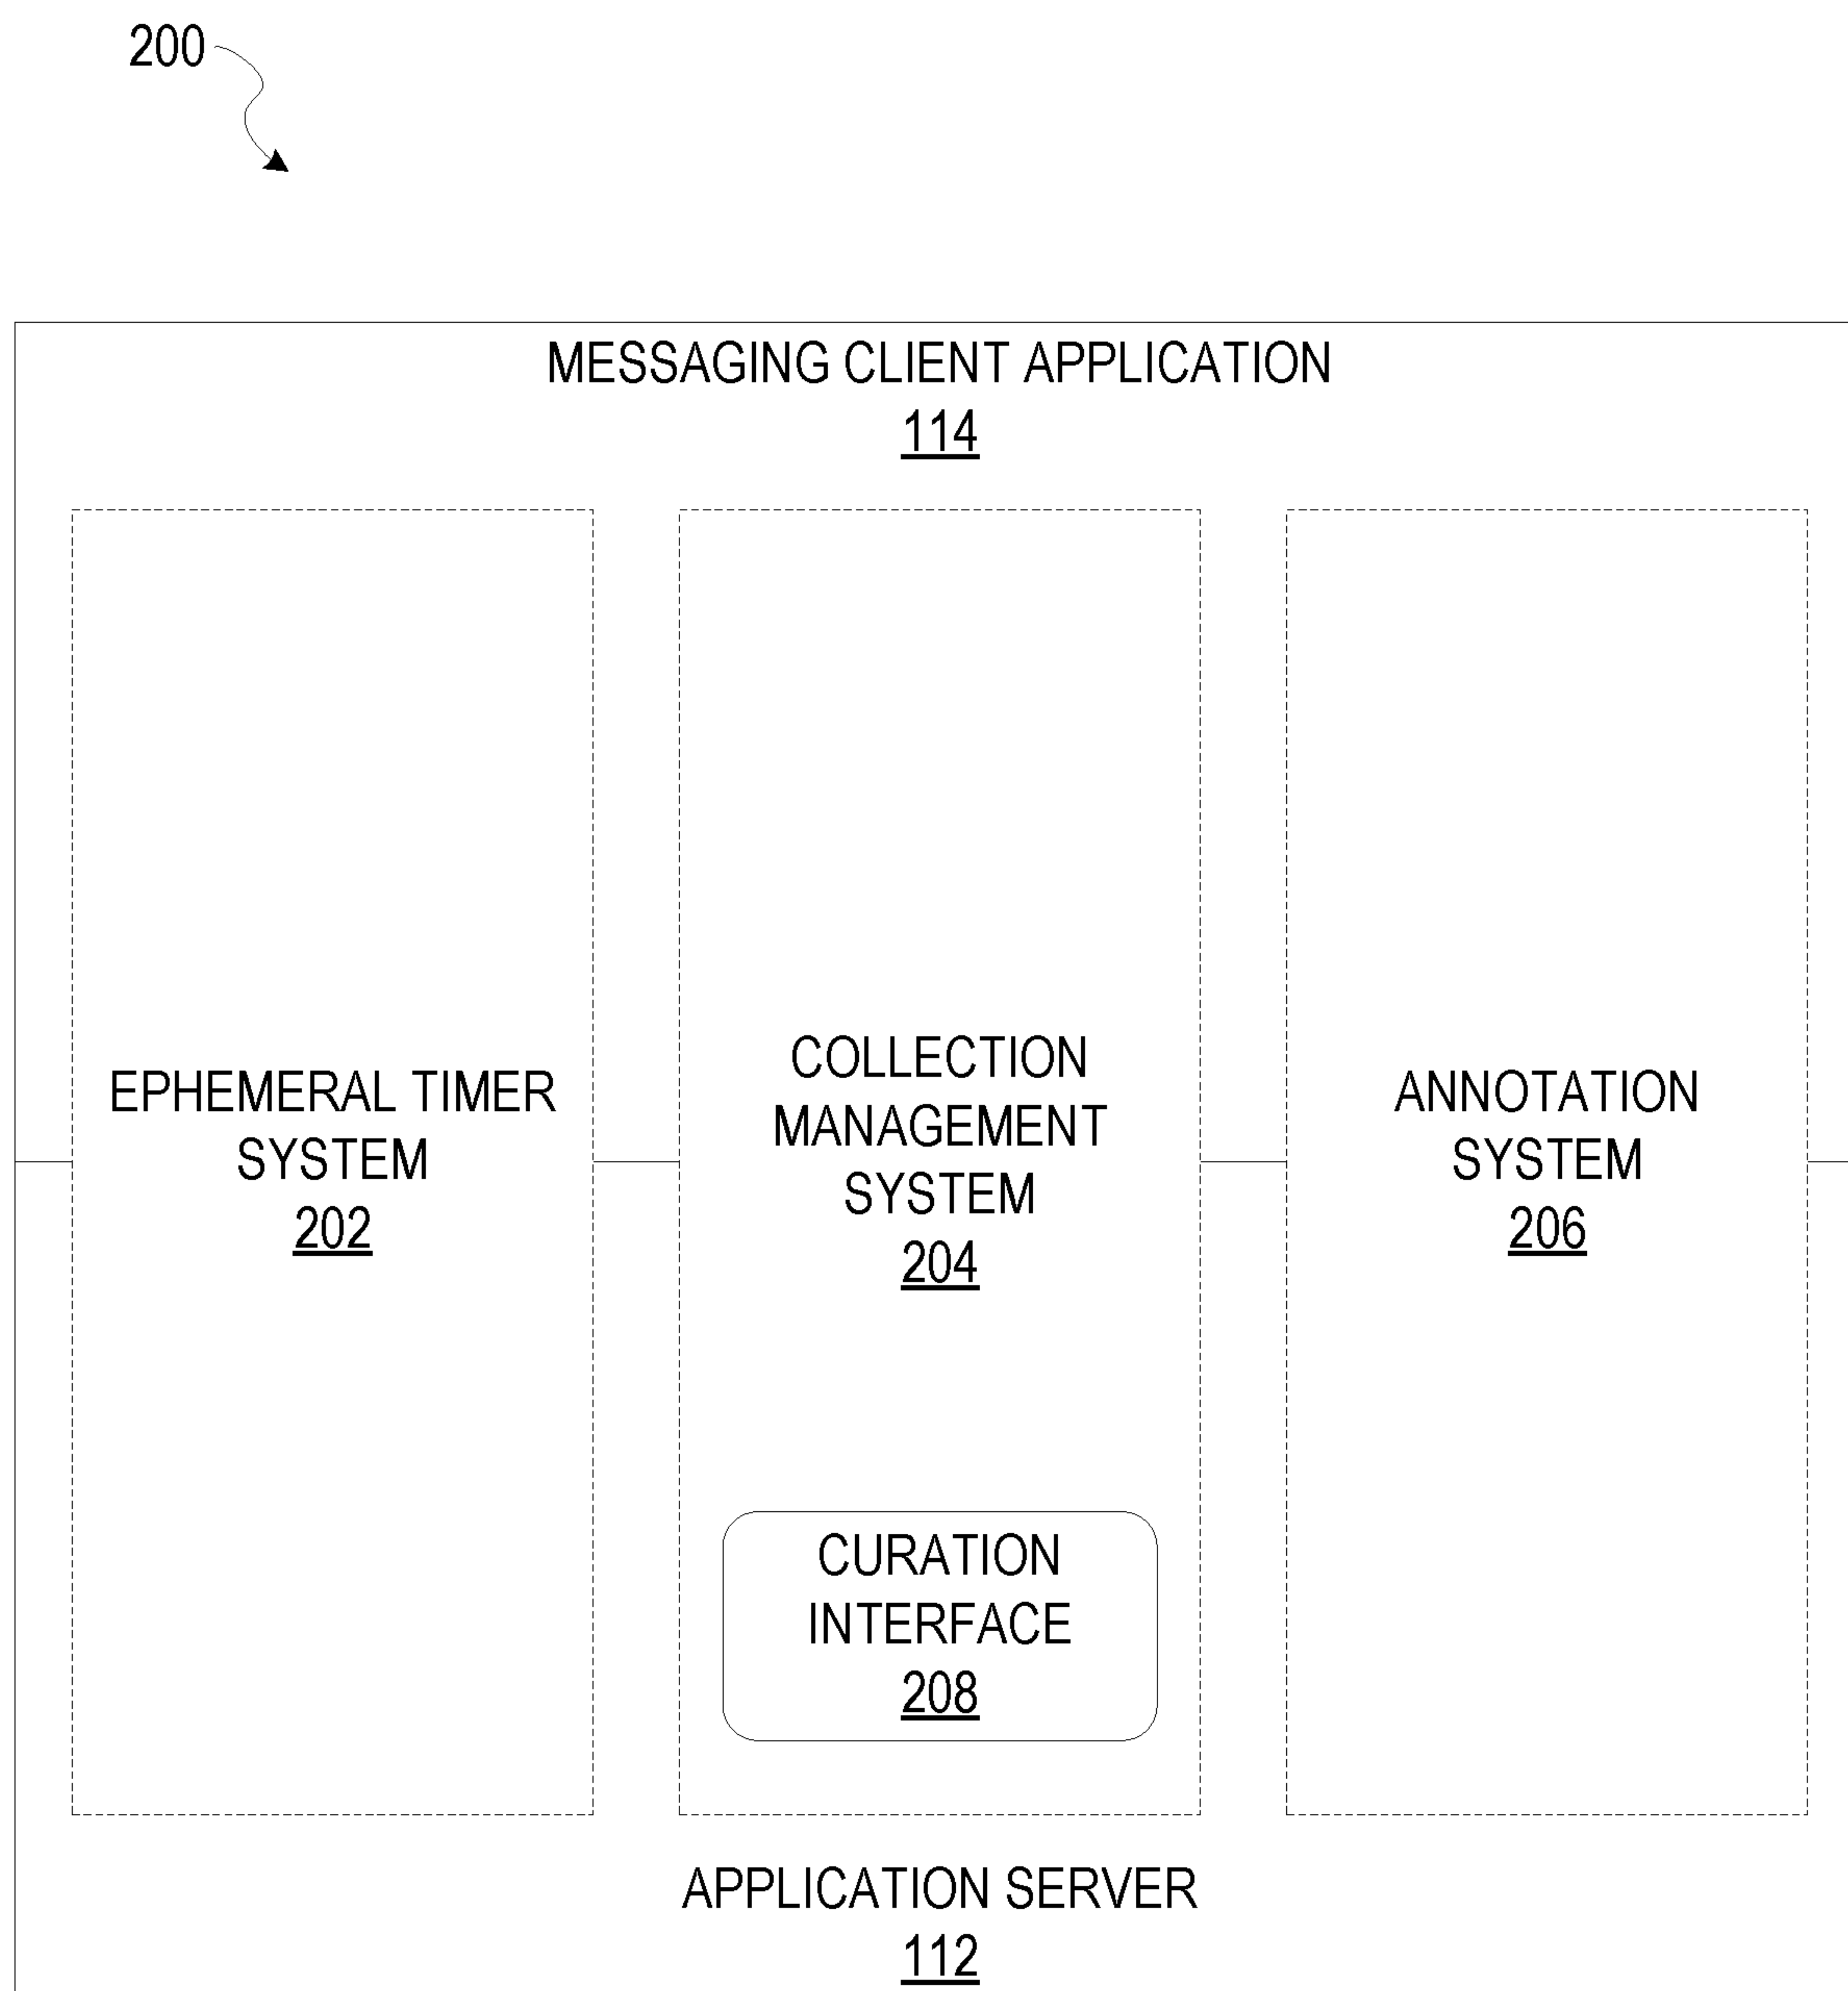 200
MESSAGING CLIENT APPLICATION
114
EPHEMERAL TIMER
SYSTEM
202
COLLECTION
MANAGEMENT
SYSTEM
204
ANNOTATION
SYSTEM
206
CURATION
INTERFACE
208
APPLICATION SERVER
112